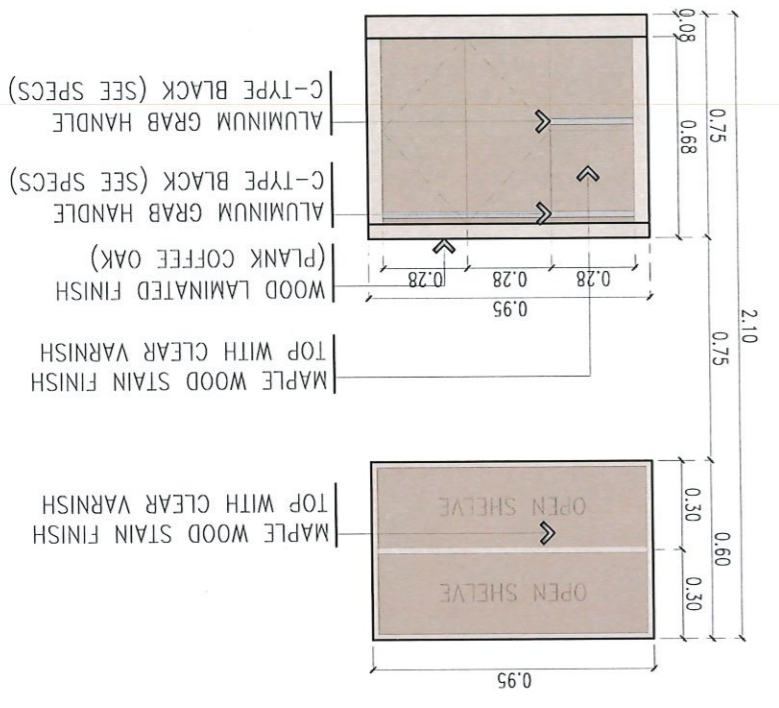 0.95
OPEN SHELVE
OPEN SHELVE
0.30
0.30
0.60
0.75
2.10
MAPLE WOOD STAIN FINISH
TOP WITH CLEAR VARNISH
MAPLE WOOD STAIN FINISH
TOP WITH CLEAR VARNISH
0.95
0.28
0.28
0.28
WOOD LAMINATED FINISH
(PLANK COFFEE OAK)
ALUMINUM GRAB HANDLE
C-TYPE BLACK (SEE SPECS)
ALUMINUM GRAB HANDLE
C-TYPE BLACK (SEE SPECS)
0.68
0.75
0.08